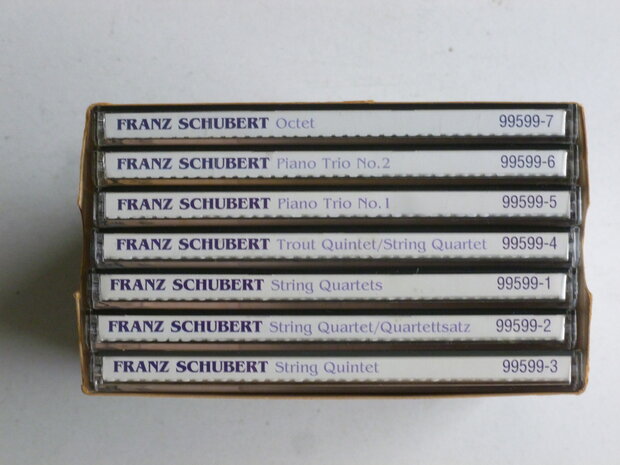 FRANZ SCHUBERT Octet 99599-7
FRANZ SCHUBERT Piano Trio No.2 99599-6
FRANZ SCHUBERT Piano Trio No.1 99599-5
FRANZ SCHUBERT Trout Quintet/String Quartet 99599-4
FRANZ SCHUBERT String Quartets 99599-1
FRANZ SCHUBERT String Quartet/Quartettsatz 99599-2
FRANZ SCHUBERT String Quintet 99599-3